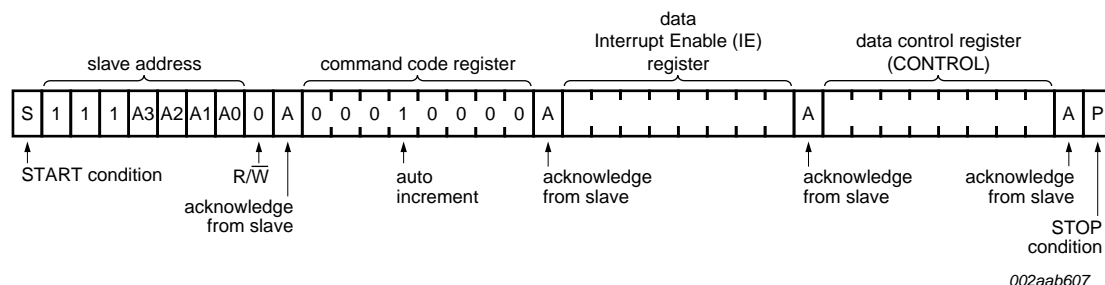 data
Interrupt Enable (IE)
register
data control register
(CONTROL)
slave address
command code register
S 1 1 1 A3 A2 A1 A0 0 A 0 0 0 1 0 0 0 0 A A A P
START condition
R/W̅
acknowledge
from slave
auto
increment
acknowledge
from slave
acknowledge
from slave
acknowledge
from slave
STOP
condition
002aab607